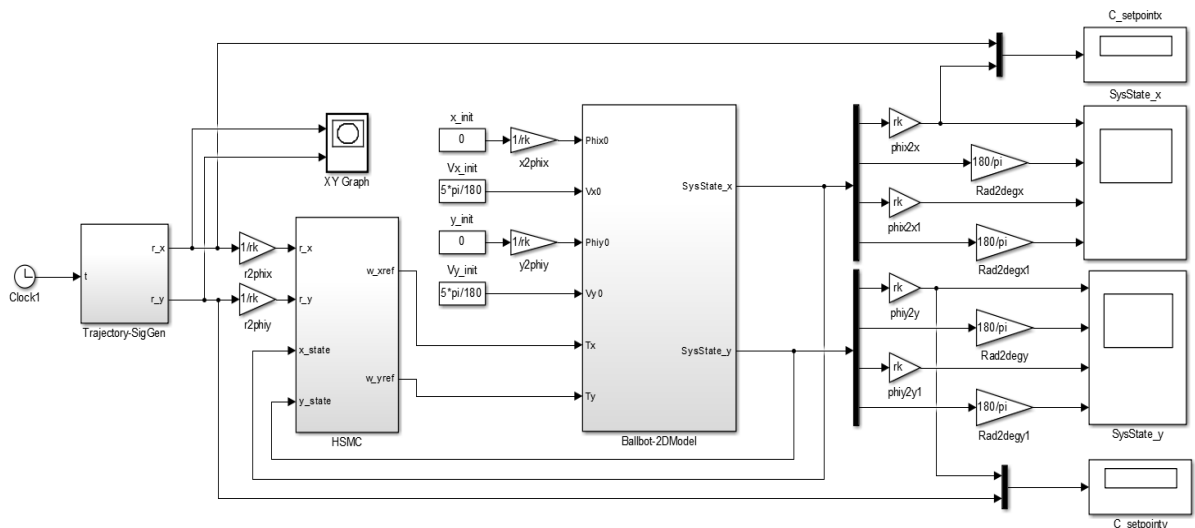 C_setpointx
SysState_x
x_init
0
1/rk
x2phix
Phix0
rk
phix2x
XY Graph
Vx_init
5*pi/180
Vx0
SysState_x
180/pi
Rad2degx
y_init
0
1/rk
y2phiy
Phiy0
rk
phix2x1
r_x
1/rk
r2phix
r_x
w_xref
180/pi
Rad2degx1
Clock1
t
Vy_init
5*pi/180
Vy0
r_y
1/rk
r2phiy
r_y
rk
phiy2y
Trajectory-SigGen
x_state
Tx
SysState_y
180/pi
Rad2degy
w_yref
rk
phiy2y1
y_state
Ty
180/pi
Rad2degy1
HSMC
Ballbot-2DModel
SysState_y
C_setpointy